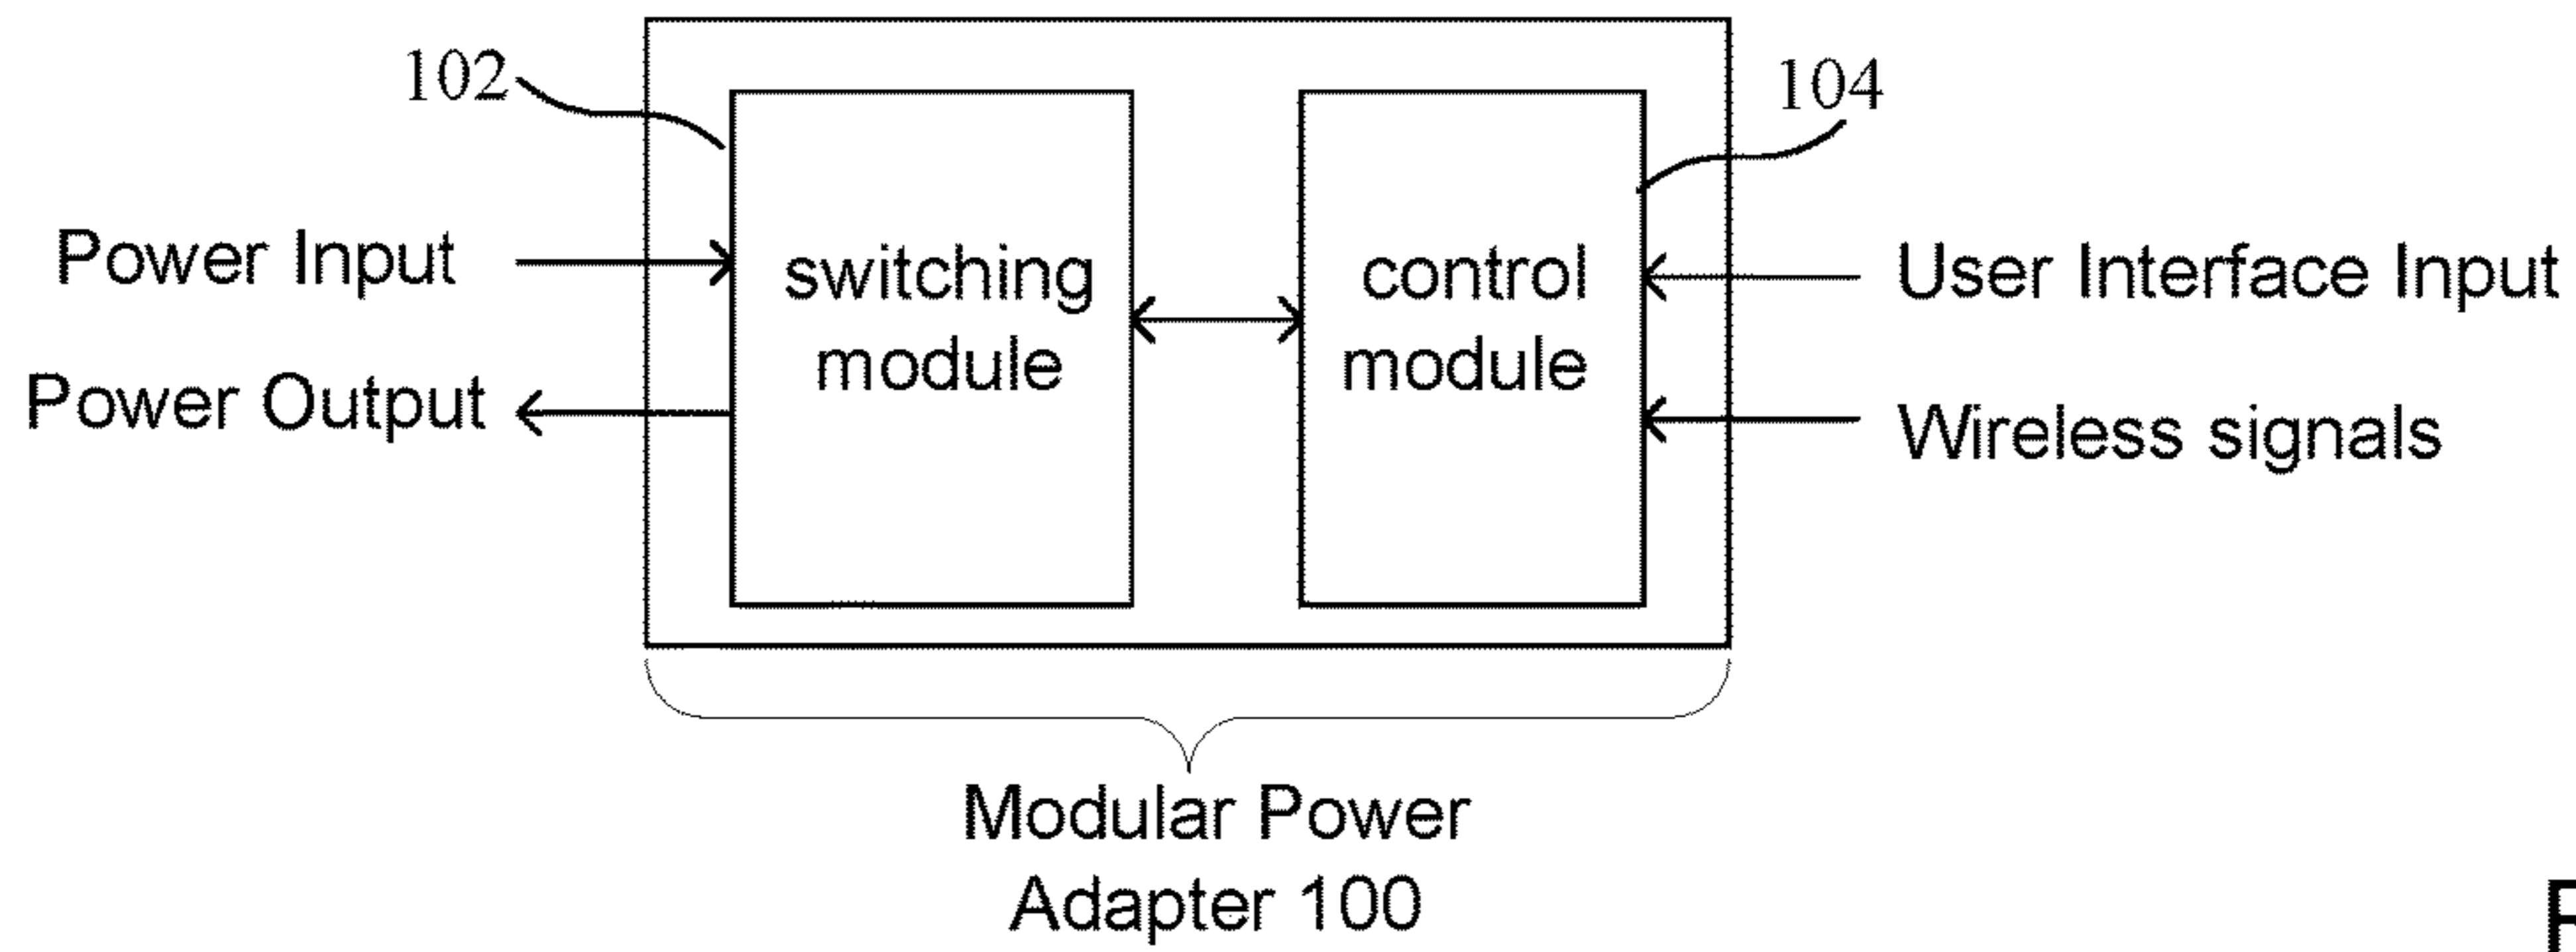 102
104
Power Input
Power Output
switching
module
control
module
User Interface Input
Wireless signals
Modular Power
Adapter 100